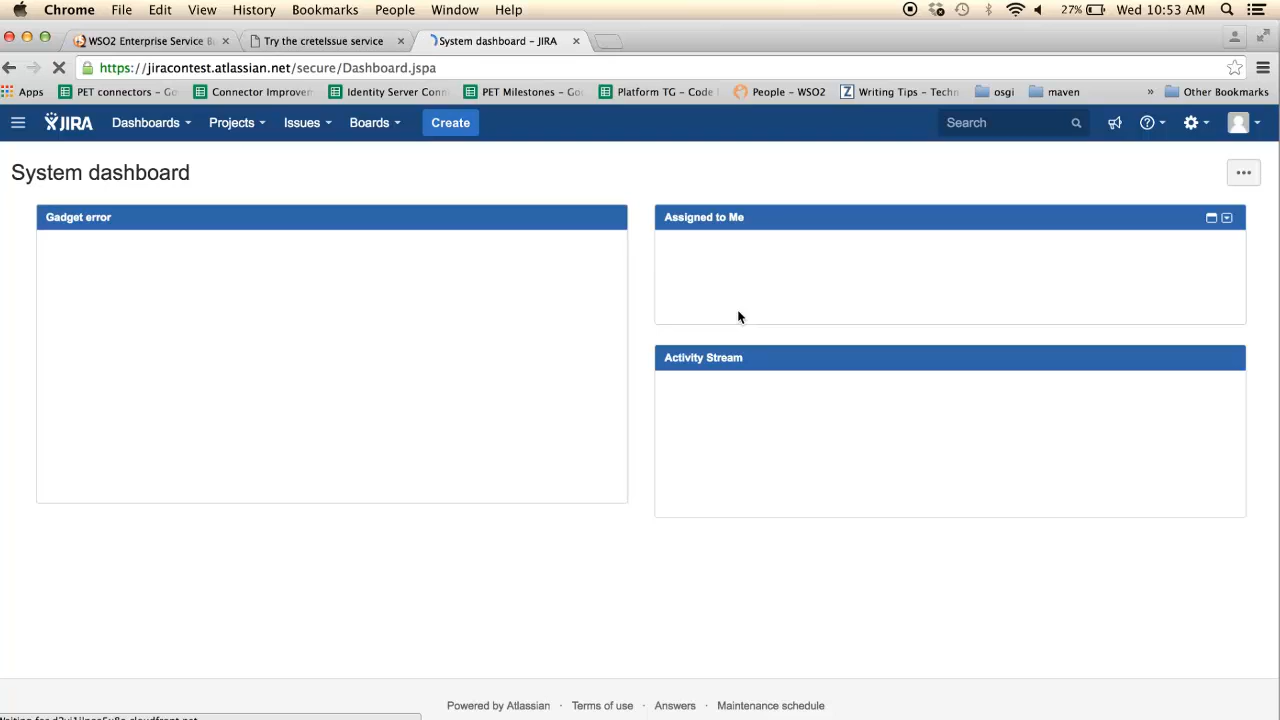 Chrome File Edit View History Bookmarks People Window Help 27% Wed 10:53 AM
WSO2 Enterprise Service B Try the creteIssue service System dashboard - JIRA
https://jiracontest.atlassian.net/secure/Dashboard.jspa
Apps PET connectors - Go Connector Improvem Identity Server Conn PET Milestones - Go Platform TG - Code People - WSO2 Writing Tips - Techn osgi maven » Other Bookmarks
JIRA Dashboards Projects Issues Boards Create Search
System dashboard
Gadget error Assigned to Me
Activity Stream
Powered by Atlassian · Terms of use · Answers · Maintenance schedule